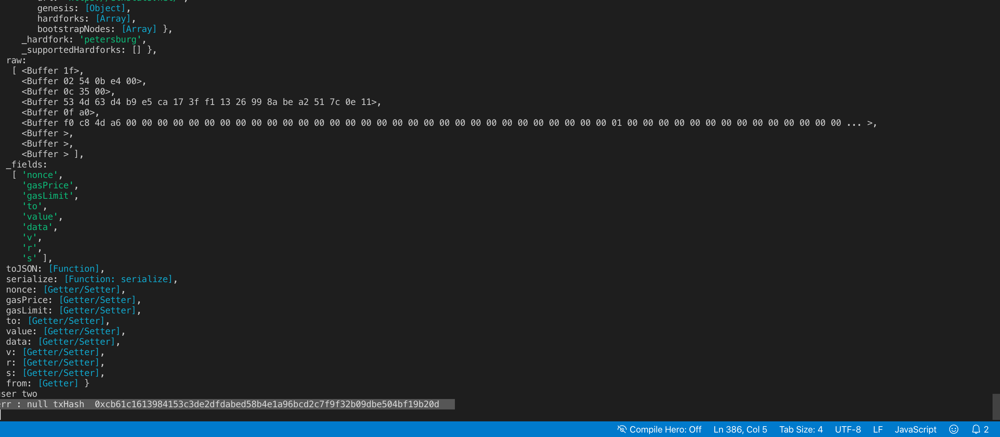 genesis: [Object],
hardforks: [Array],
bootstrapNodes: [Array] },
_hardfork: 'petersburg',
_supportedHardforks: [] },
raw:
[ <Buffer 1f>,
<Buffer 02 54 0b e4 00>,
<Buffer 0c 35 00>,
<Buffer 53 4d 63 d4 b9 e5 ca 17 3f f1 13 26 99 8a be a2 51 7c 0e 11>,
<Buffer 0f a0>,
<Buffer f0 c8 4d a6 00 00 00 00 00 00 00 00 00 00 00 00 00 00 00 00 00 00 00 00 00 00 00 00 00 00 00 00 00 00 00 01 00 00 00 00 00 00 00 00 00 00 00 00 00 00 ... >,
<Buffer >,
<Buffer >,
<Buffer > ],
_fields:
[ 'nonce',
'gasPrice',
'gasLimit',
'to',
'value',
'data',
'v',
'r',
's' ],
toJSON: [Function],
serialize: [Function: serialize],
nonce: [Getter/Setter],
gasPrice: [Getter/Setter],
gasLimit: [Getter/Setter],
to: [Getter/Setter],
value: [Getter/Setter],
data: [Getter/Setter],
v: [Getter/Setter],
r: [Getter/Setter],
s: [Getter/Setter],
from: [Getter] }
user two
err : null txHash 0xcb61c1613984153c3de2dfdabed58b4e1a96bcd2c7f9f32b09dbe504bf19b20d
Compile Hero: Off Ln 386, Col 5 Tab Size: 4 UTF-8 LF JavaScript 2